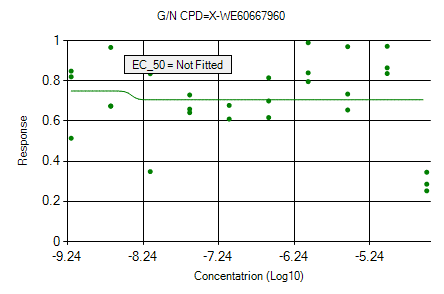 G/N CPD=X-WE60667960
1
EC_50 = Not Fitted
0.8
0.6
0.4
0.2
0
Response
-9.24 -8.24 -7.24 -6.24 -5.24
Concentatrion (Log10)